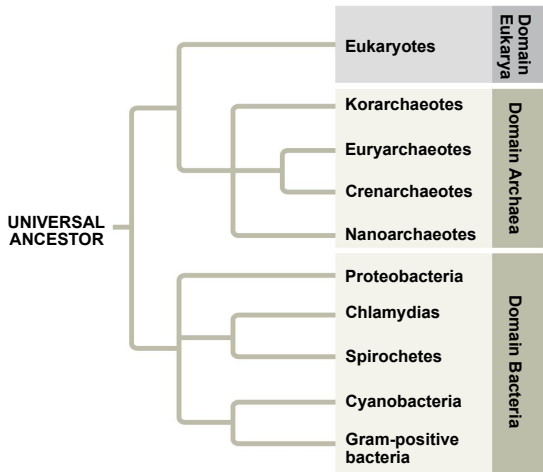 Eukaryotes
Domain
Eukarya
Korarchaeotes
Euryarchaeotes
Crenarchaeotes
Nanoarchaeotes
Domain Archaea
UNIVERSAL
ANCESTOR
Proteobacteria
Chlamydias
Spirochetes
Cyanobacteria
Gram-positive
bacteria
Domain Bacteria